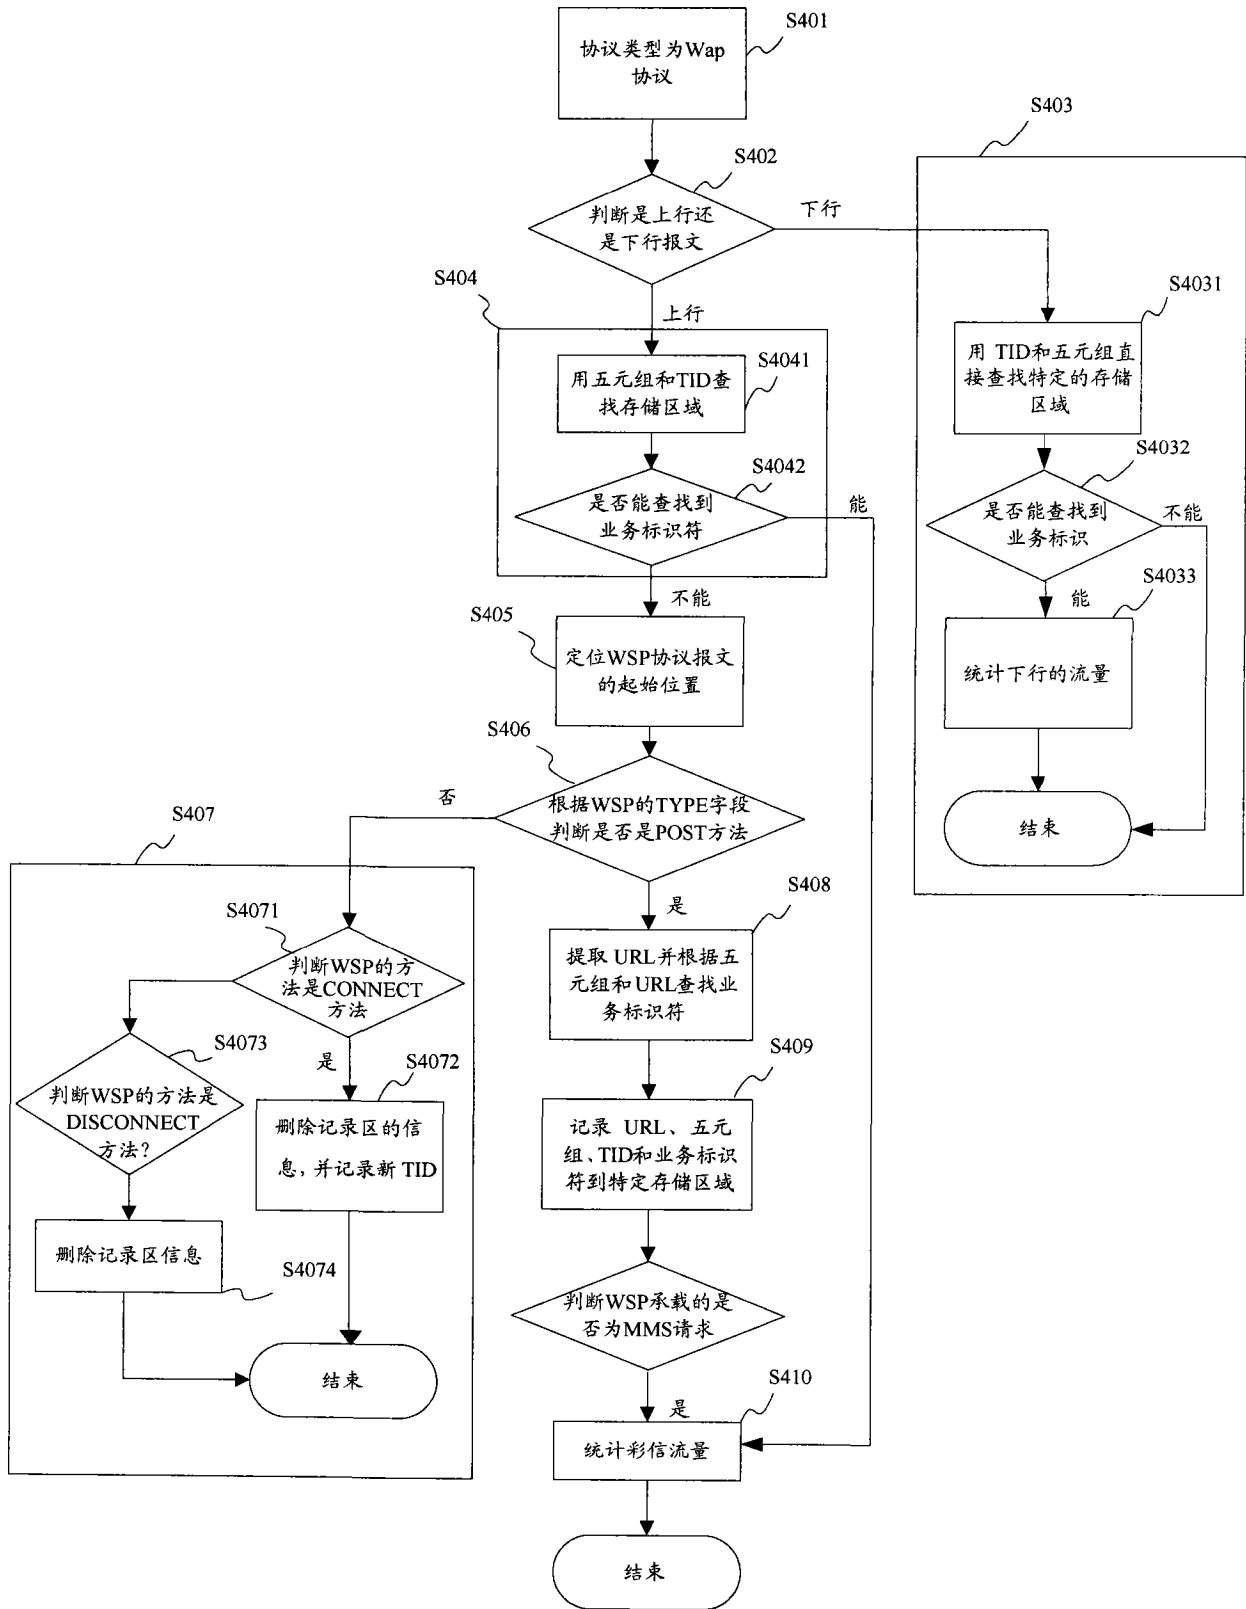 S401
协议类型为Wap
协议
S402
判断是上行还
是下行报文
下行
S403
S4031
用 TID和五元组直
接查找特定的存储
区域
S4032
是否能查找到
业务标识
不能
能
S4033
统计下行的流量
结束
上行
S404
S4041
用五元组和TID查
找存储区域
S4042
是否能查找到
业务标识符
能
不能
S405
定位WSP协议报文
的起始位置
S406
根据WSP的TYPE字段
判断是否是POST方法
否
是
S407
S4071
判断WSP的方
法是CONNECT
方法
是
S4072
删除记录区的信
息,并记录新 TID
S4073
判断WSP的方法是
DISCONNECT
方法?
删除记录区信息
S4074
结束
S408
提取 URL并根据五
元组和URL查找业
务标识符
S409
记录 URL、五元
组、TID和业务标识
符到特定存储区域
判断WSP承载的是
否为MMS请求
是
S410
统计彩信流量
结束